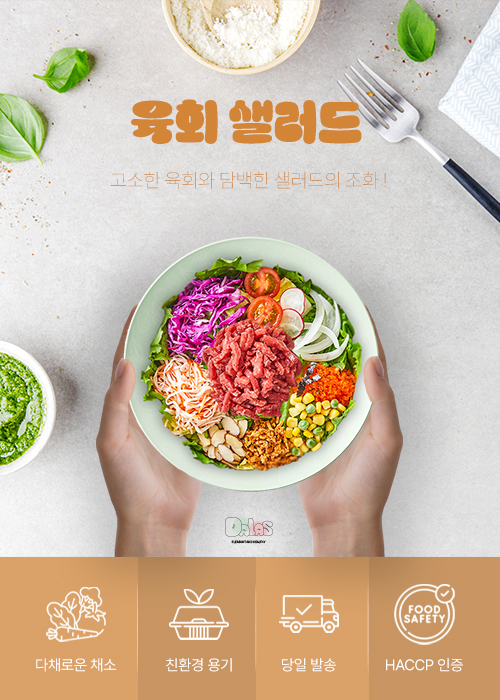 육회 샐러드
고소한 육회와 담백한 샐러드의 조화 !
DaLaS
FOOD
SAFETY
다채로운 채소
친환경 용기
당일 발송
HACCP 인증